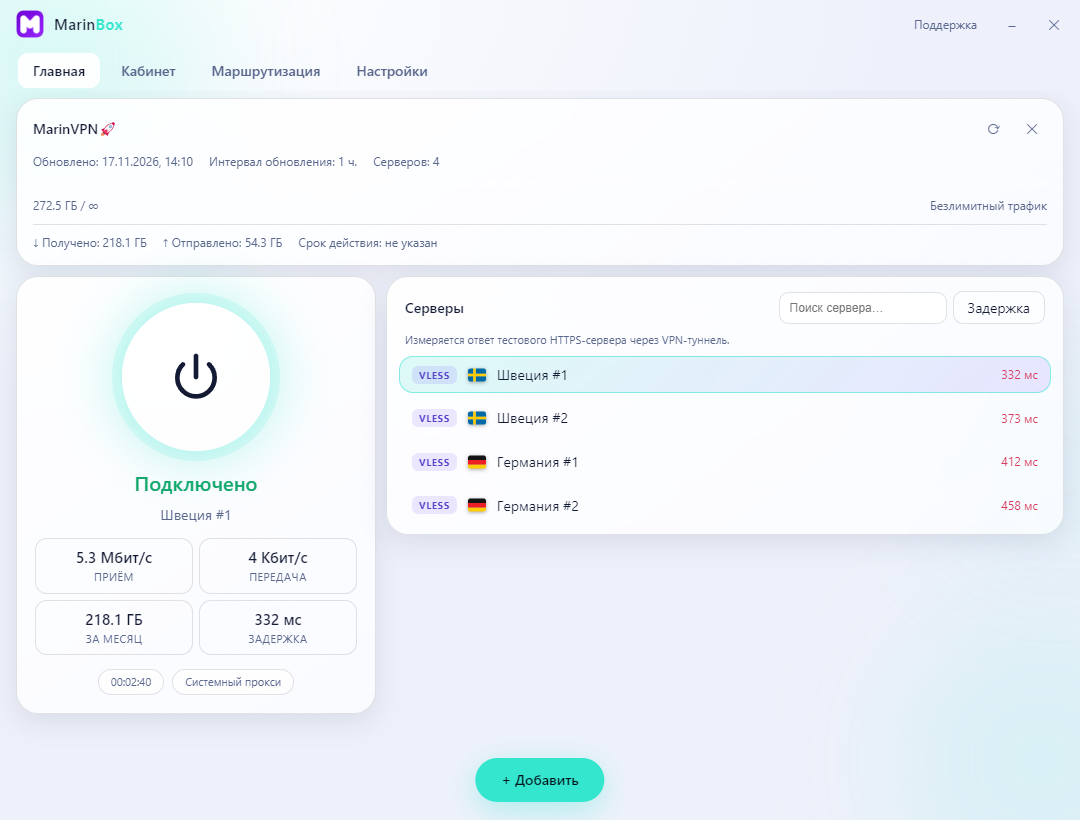 MarinBox
Поддержка
Главная
Кабинет
Маршрутизация
Настройки
MarinVPN🚀
Обновлено: 17.11.2026, 14:10 Интервал обновления: 1 ч. Серверов: 4
272.5 ГБ / ∞
Безлимитный трафик
↓ Получено: 218.1 ГБ ↑ Отправлено: 54.3 ГБ Срок действия: не указан
Подключено
Швеция #1
5.3 Мбит/с
ПРИЁМ
4 Кбит/с
ПЕРЕДАЧА
218.1 ГБ
ЗА МЕСЯЦ
332 мс
ЗАДЕРЖКА
00:02:40
Системный прокси
Серверы
Поиск сервера...
Задержка
Измеряется ответ тестового HTTPS-сервера через VPN-туннель.
VLESS Швеция #1 332 мс
VLESS Швеция #2 373 мс
VLESS Германия #1 412 мс
VLESS Германия #2 458 мс
+ Добавить